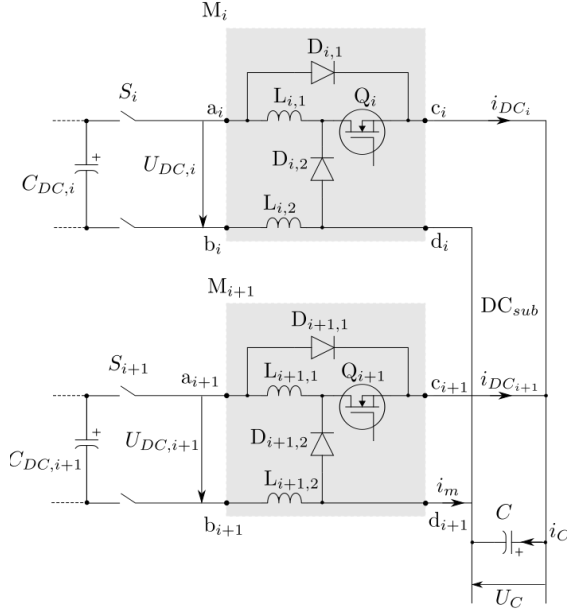 M_i
D_{i,1}
S_i
a_i
L_{i,1}
Q_i
c_i
i_{DC_i}
+
C_{DC,i}
U_{DC,i}
D_{i,2}
L_{i,2}
b_i
d_i
M_{i+1}
DC_{sub}
D_{i+1,1}
S_{i+1}
a_{i+1}
L_{i+1,1}
Q_{i+1}
c_{i+1}
i_{DC_{i+1}}
+
C_{DC,i+1}
U_{DC,i+1}
D_{i+1,2}
L_{i+1,2}
i_m
b_{i+1}
d_{i+1}
C
i_C
+
U_C